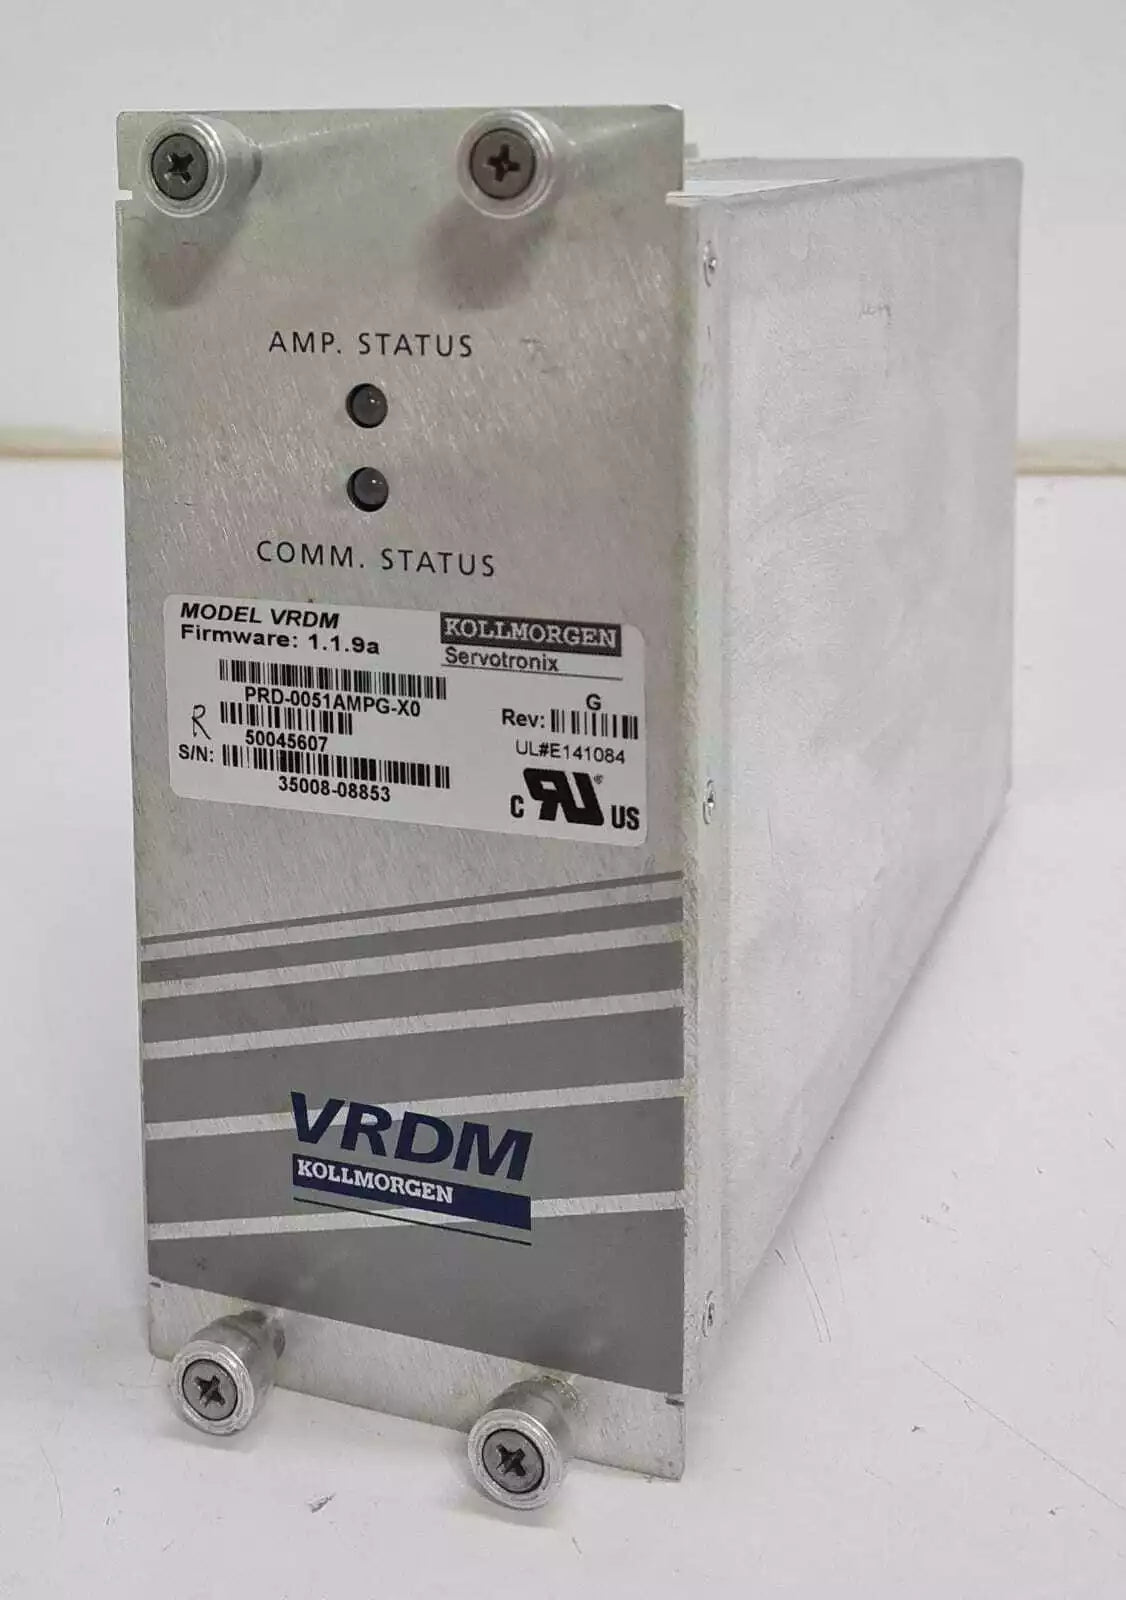 AMP. STATUS
COMM. STATUS
MODEL VRDM
Firmware: 1.1.9a
KOLLMORGEN
Servotronix
PRD-0051AMPG-X0
R
50045607
S/N:
35008-08853
G
Rev:
UL#E141084
C RU® US
VRDM
KOLLMORGEN